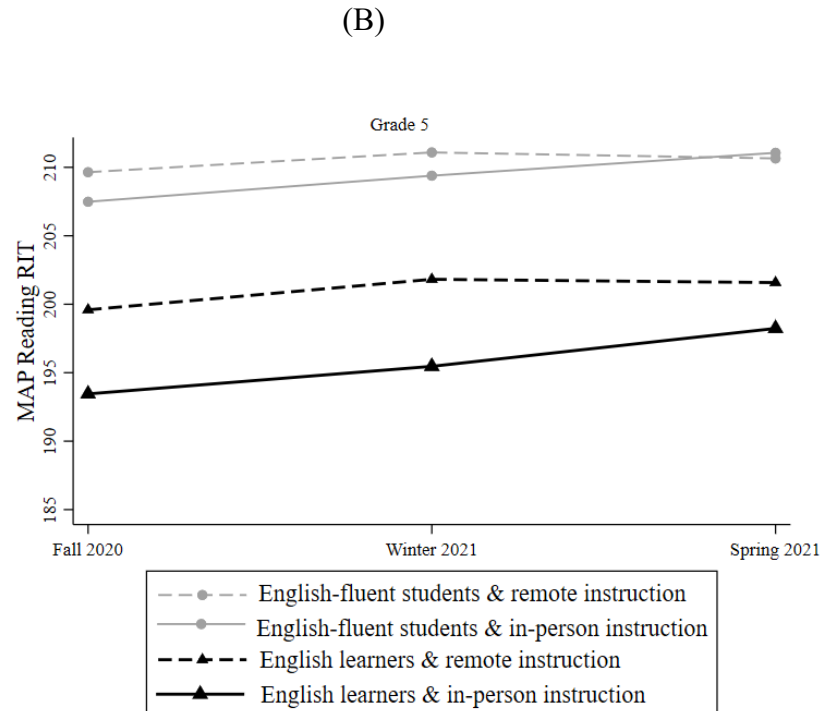 (B)
Grade 5
MAP Reading RIT
210
205
200
195
190
185
Fall 2020 Winter 2021 Spring 2021
English-fluent students & remote instruction
English-fluent students & in-person instruction
English learners & remote instruction
English learners & in-person instruction